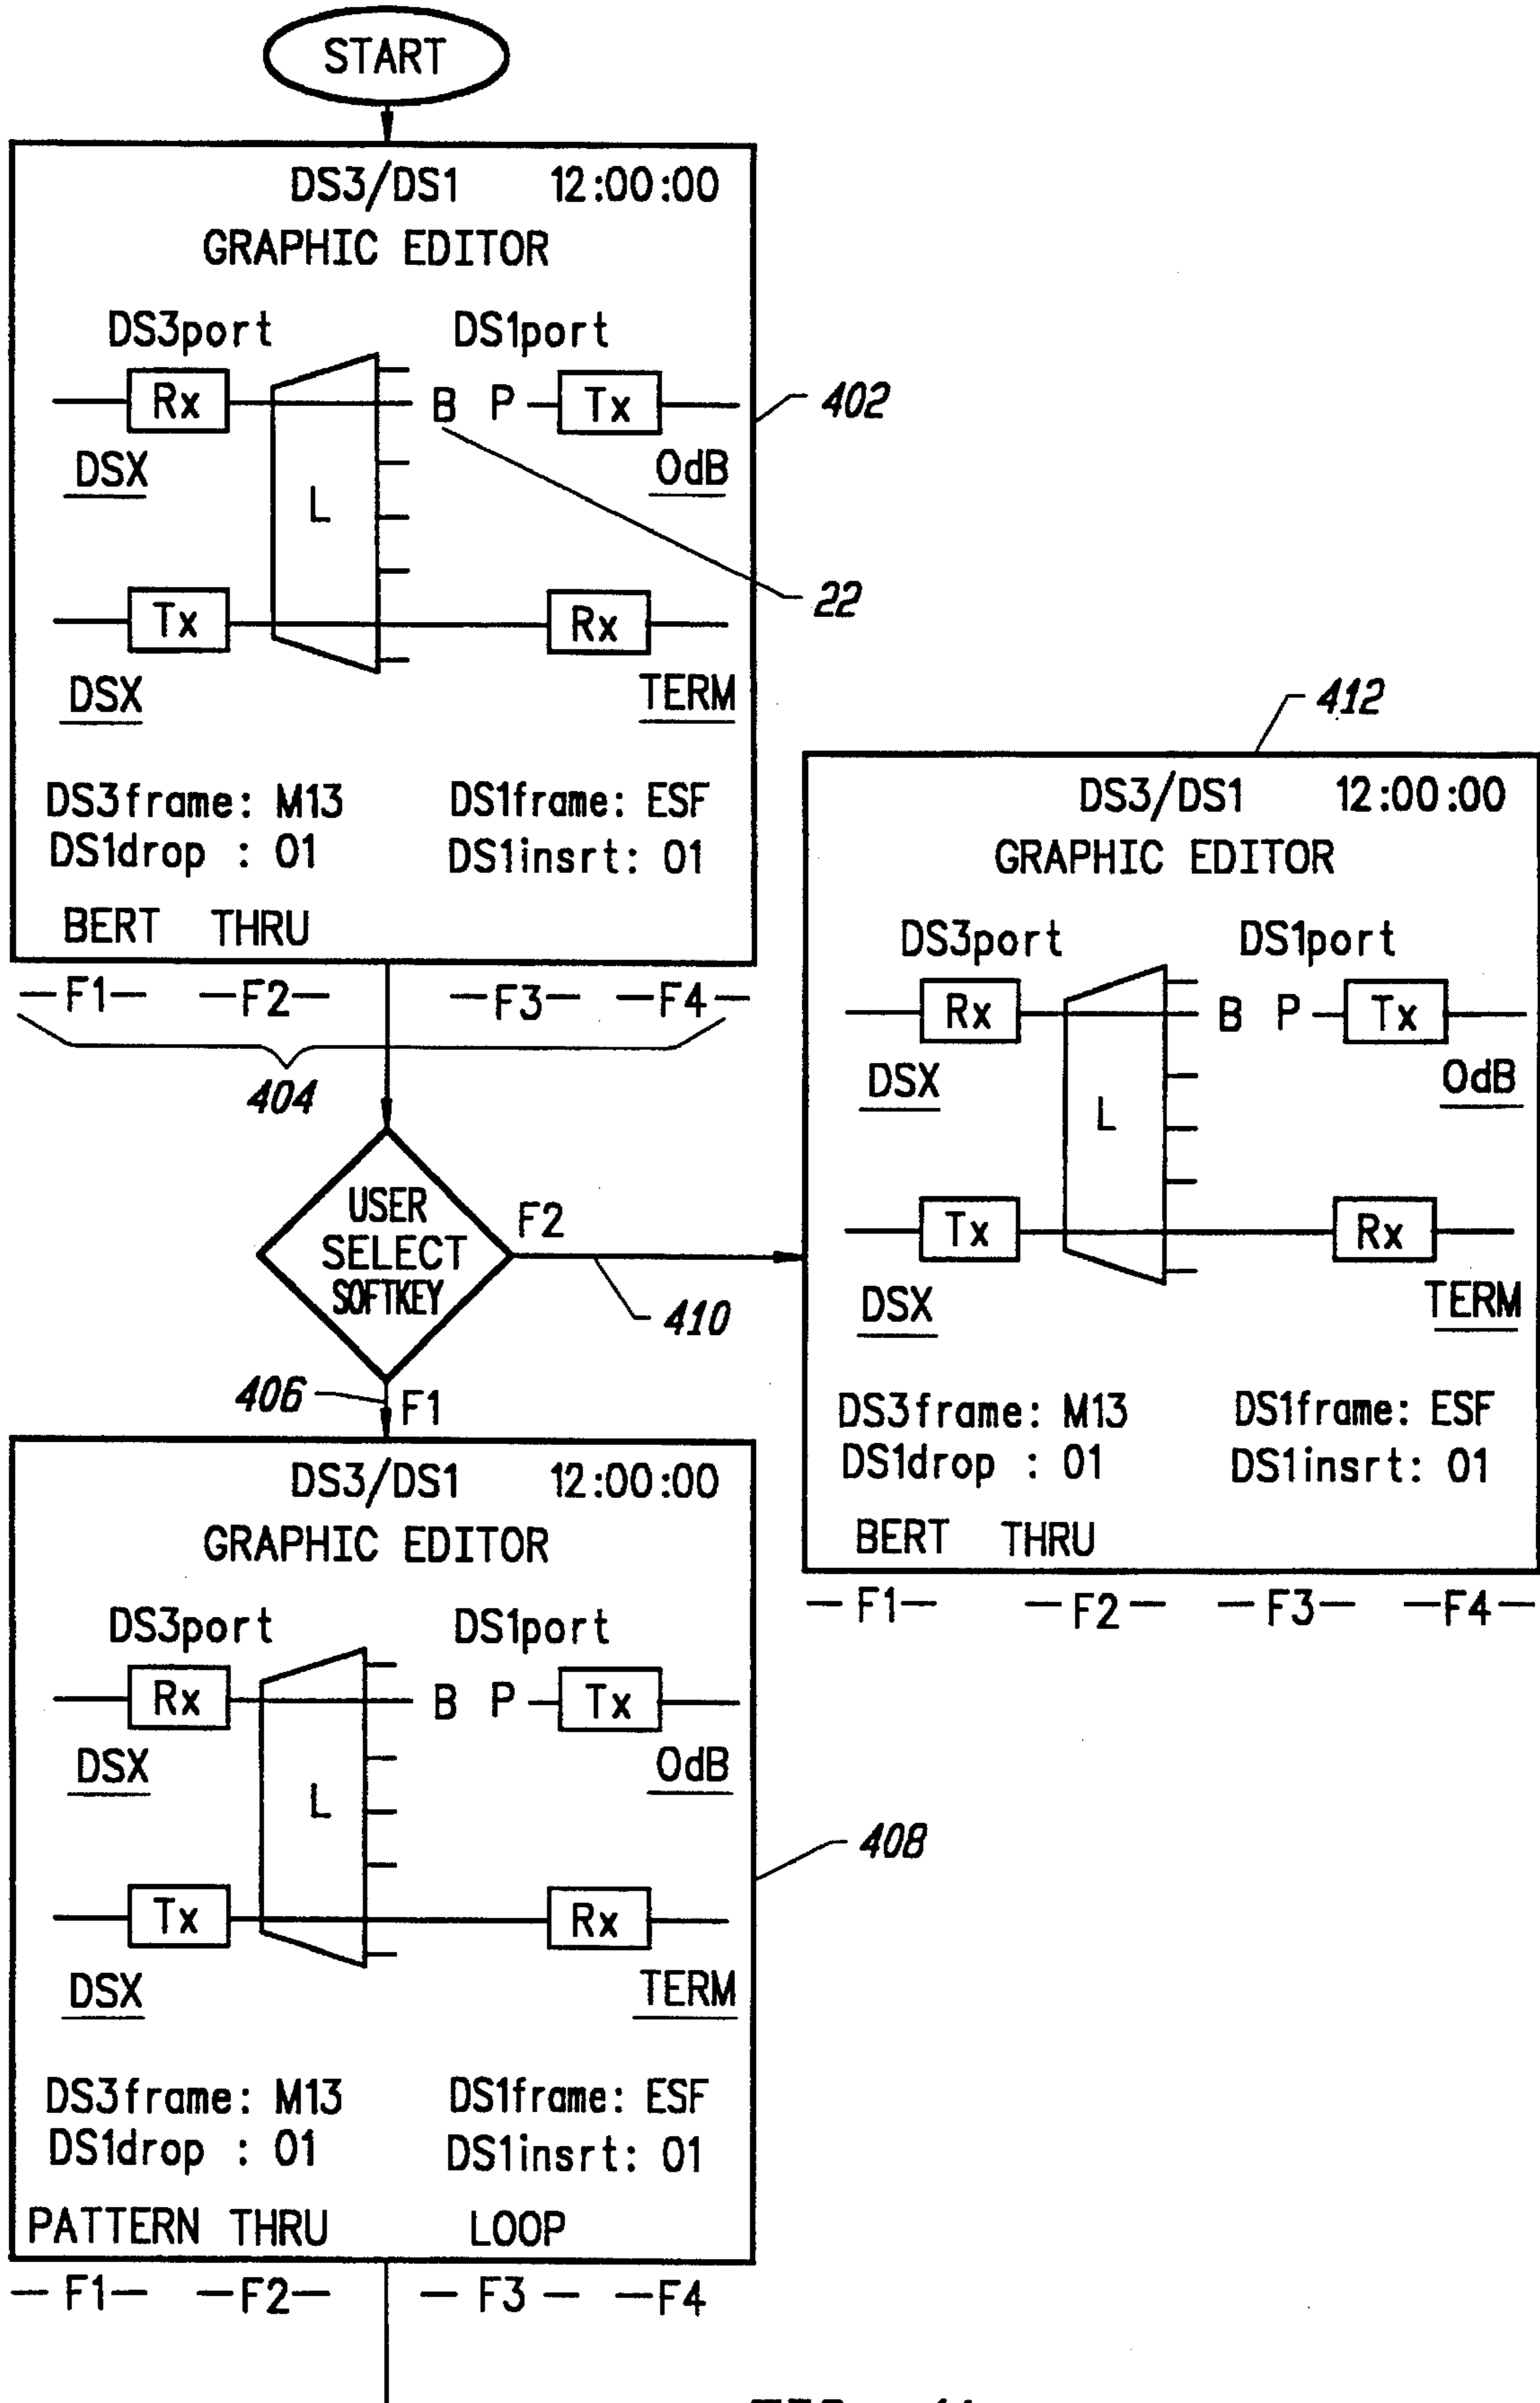 START
DS3/DS1 12:00:00
GRAPHIC EDITOR
DS3port DS1port
Rx B P Tx
402
DSX 0dB
L
22
Tx Rx
DSX TERM
DS3frame: M13 DS1frame: ESF
DS1drop : 01 DS1insrt: 01
BERT THRU
—F1— —F2— —F3— —F4—
404
USER
SELECT
SOFTKEY
F2
410
406
F1
412
DS3/DS1 12:00:00
GRAPHIC EDITOR
DS3port DS1port
Rx B P Tx
DSX 0dB
L
Tx Rx
DSX TERM
DS3frame: M13 DS1frame: ESF
DS1drop : 01 DS1insrt: 01
BERT THRU
—F1— —F2— —F3— —F4—
DS3/DS1 12:00:00
GRAPHIC EDITOR
DS3port DS1port
Rx B P Tx
DSX 0dB
L
408
Tx Rx
DSX TERM
DS3frame: M13 DS1frame: ESF
DS1drop : 01 DS1insrt: 01
PATTERN THRU LOOP
—F1— —F2— —F3— —F4